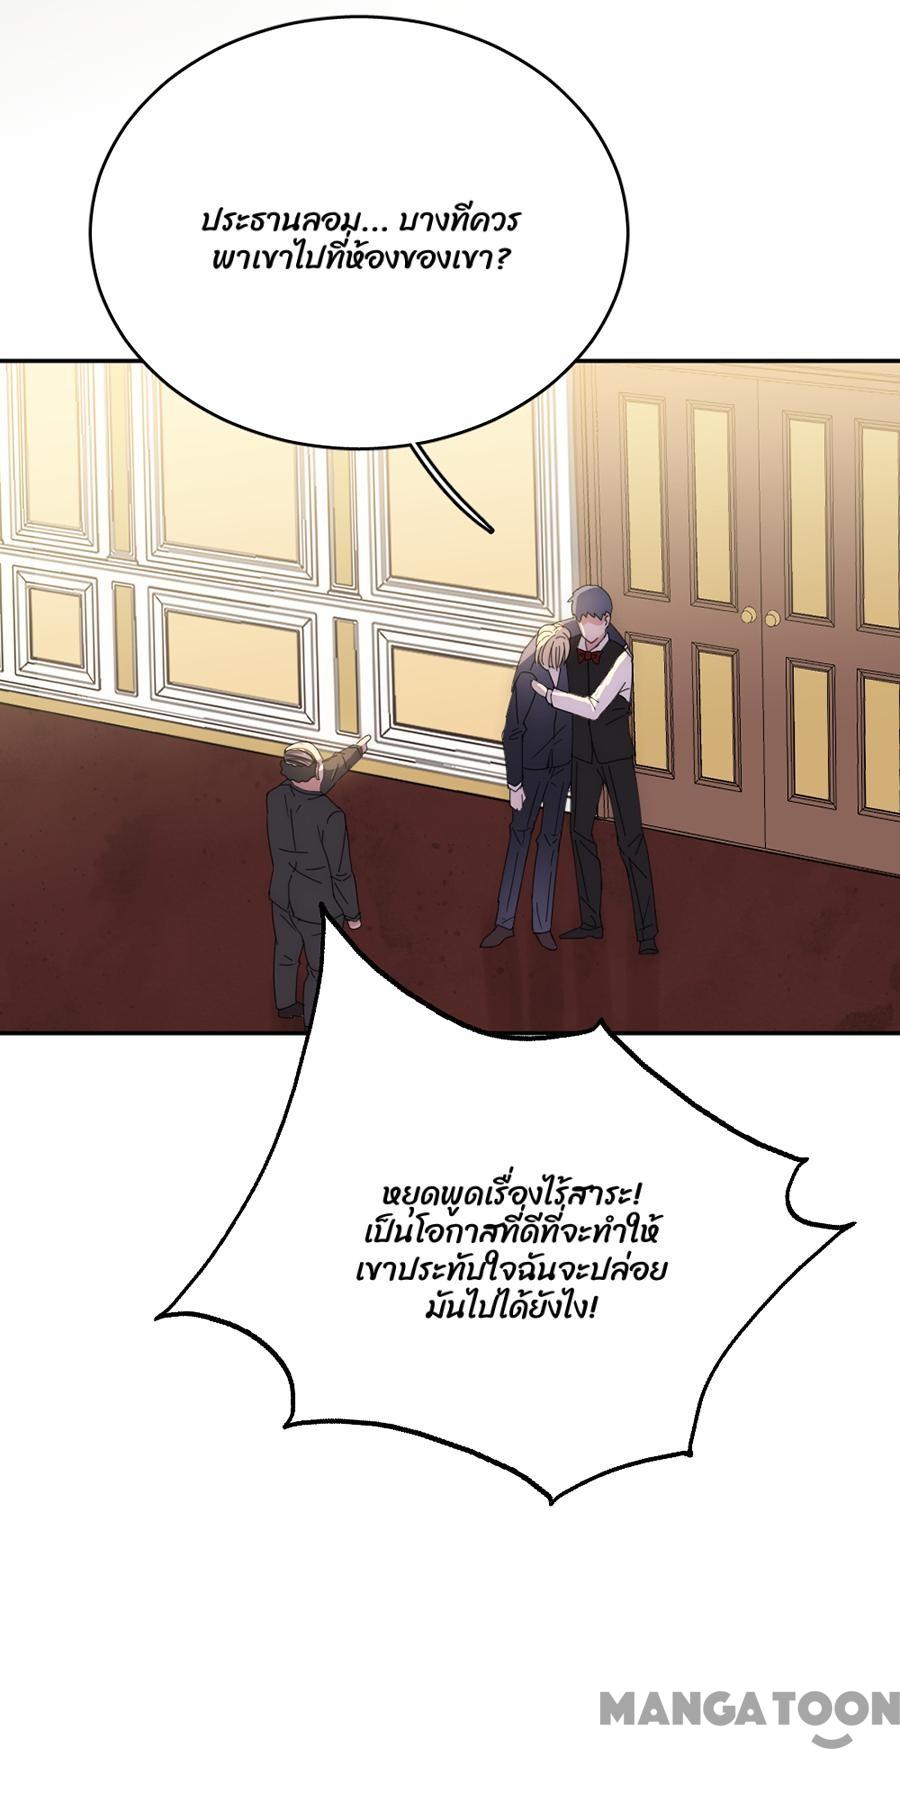 ประธานลอม... บางทีควร
พาเขาไปที่ห้องของเขา?
หยุดพูดเรื่องไร้สาระ!
เป็นโอกาสที่ดีที่จะทำให้
เขาประทับใจฉันจะปล่อย
มันไปได้ยังไง!
MANGATOON